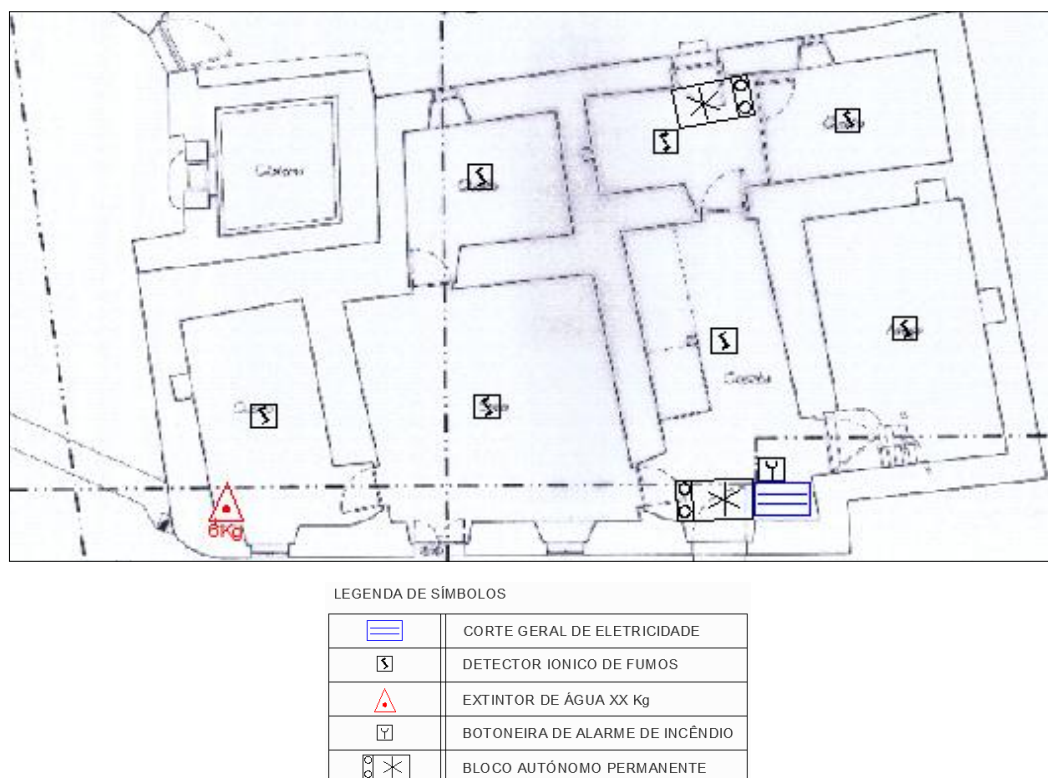 Cisterna
6Kg
LEGENDA DE SÍMBOLOS
CORTE GERAL DE ELETRICIDADE
DETECTOR IONICO DE FUMOS
EXTINTOR DE ÁGUA XX Kg
BOTONEIRA DE ALARME DE INCÊNDIO
BLOCO AUTÓNOMO PERMANENTE